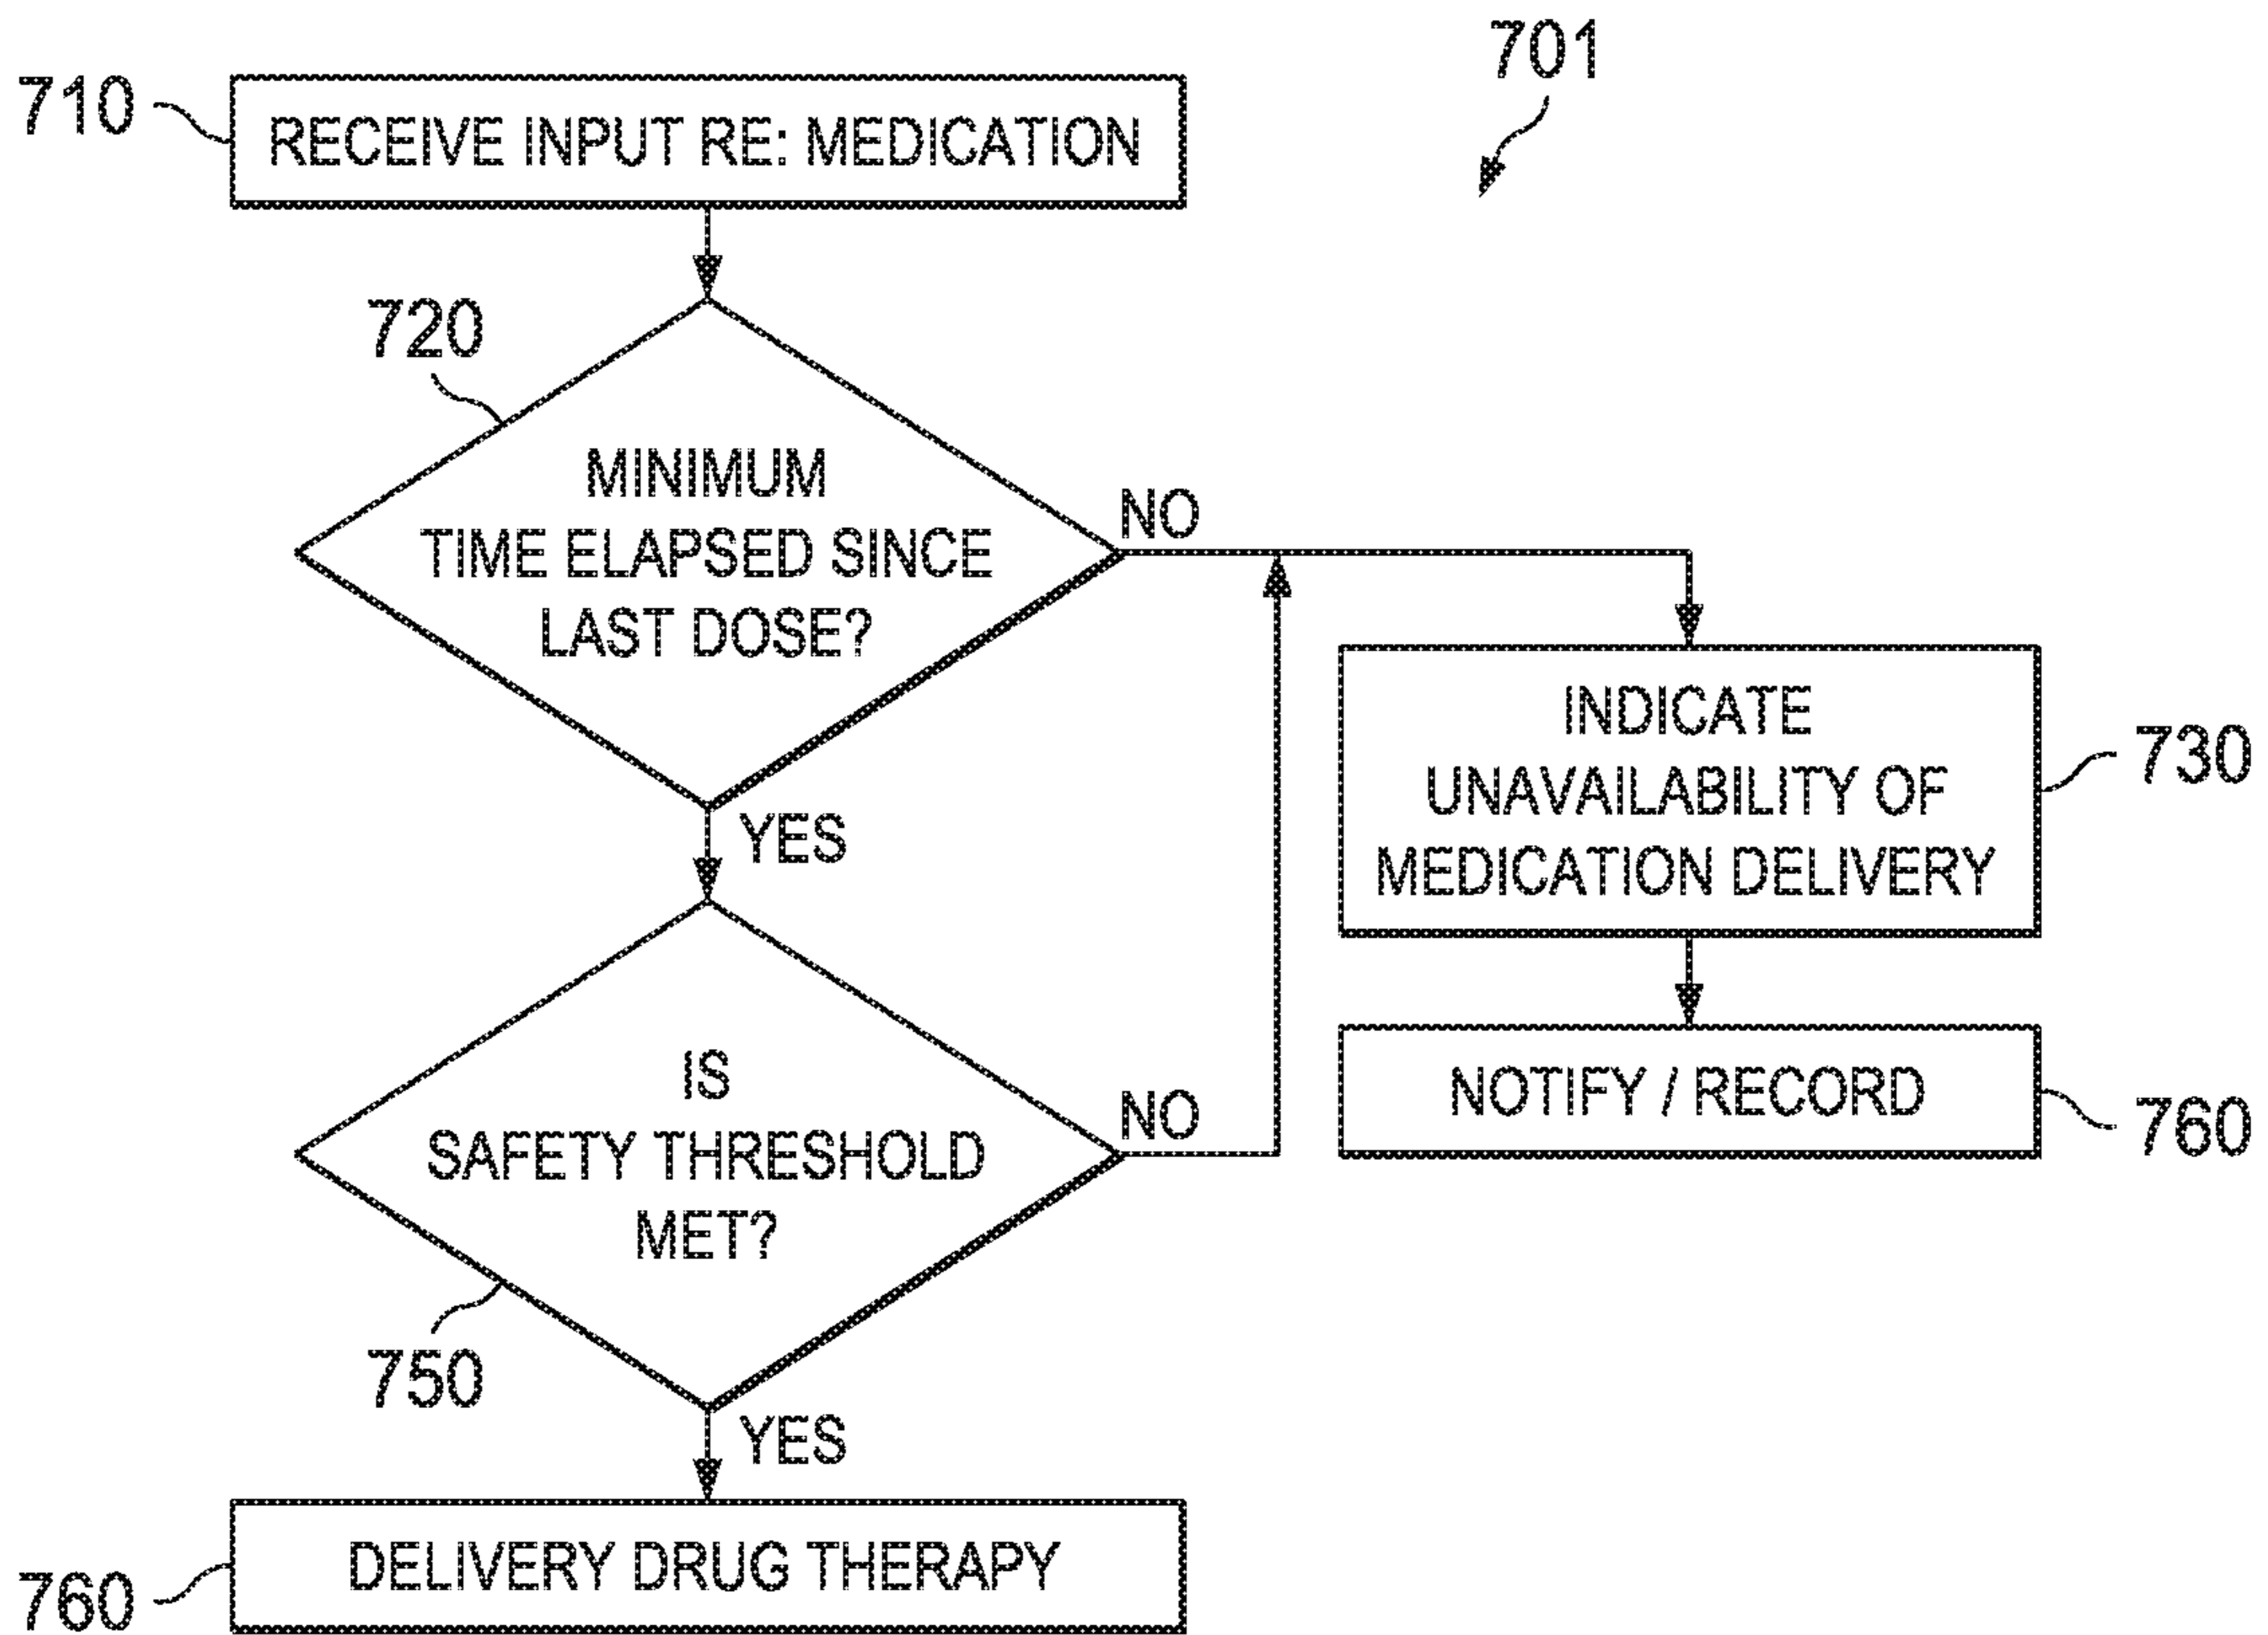 701
710
RECEIVE INPUT RE: MEDICATION
720
MINIMUM
TIME ELAPSED SINCE
LAST DOSE?
NO
YES
INDICATE
UNAVAILABILITY OF
MEDICATION DELIVERY
730
IS
SAFETY THRESHOLD
MET?
NO
750
YES
NOTIFY / RECORD
760
DELIVERY DRUG THERAPY
760